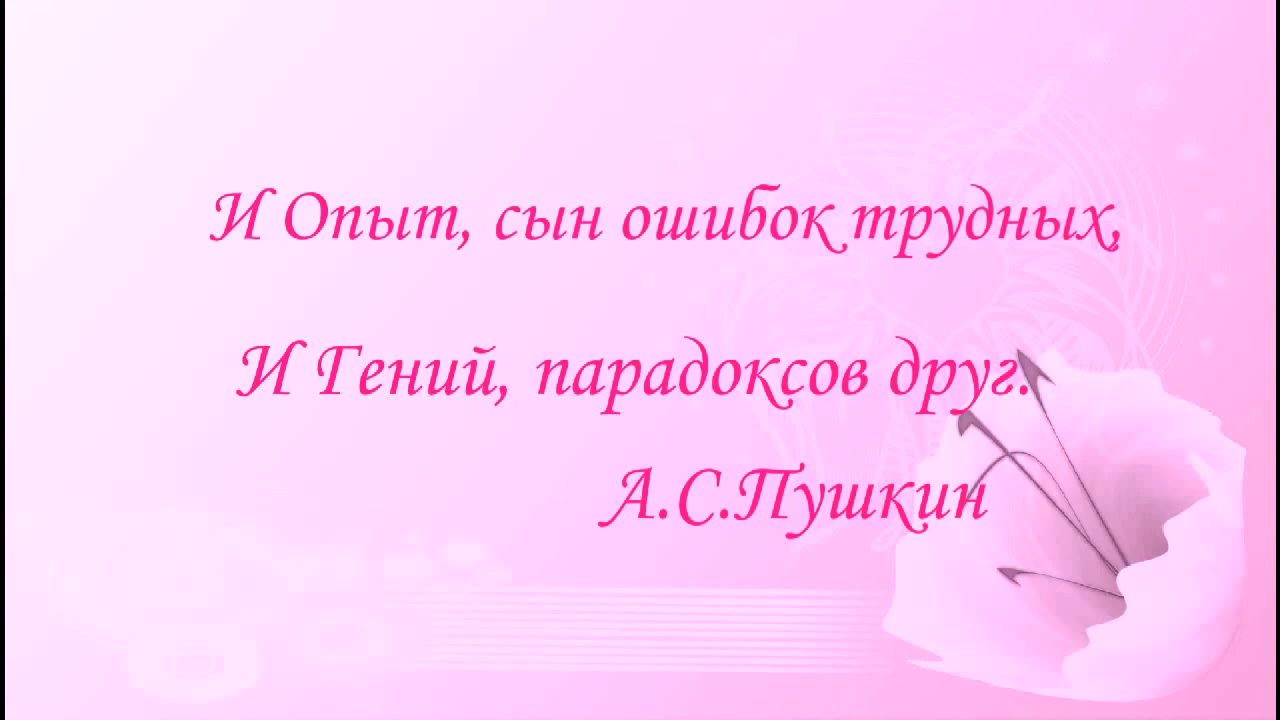 И Опыт, сын ошибок трудных,
И Гений, парадоксов друг.
А.С.Пушкин